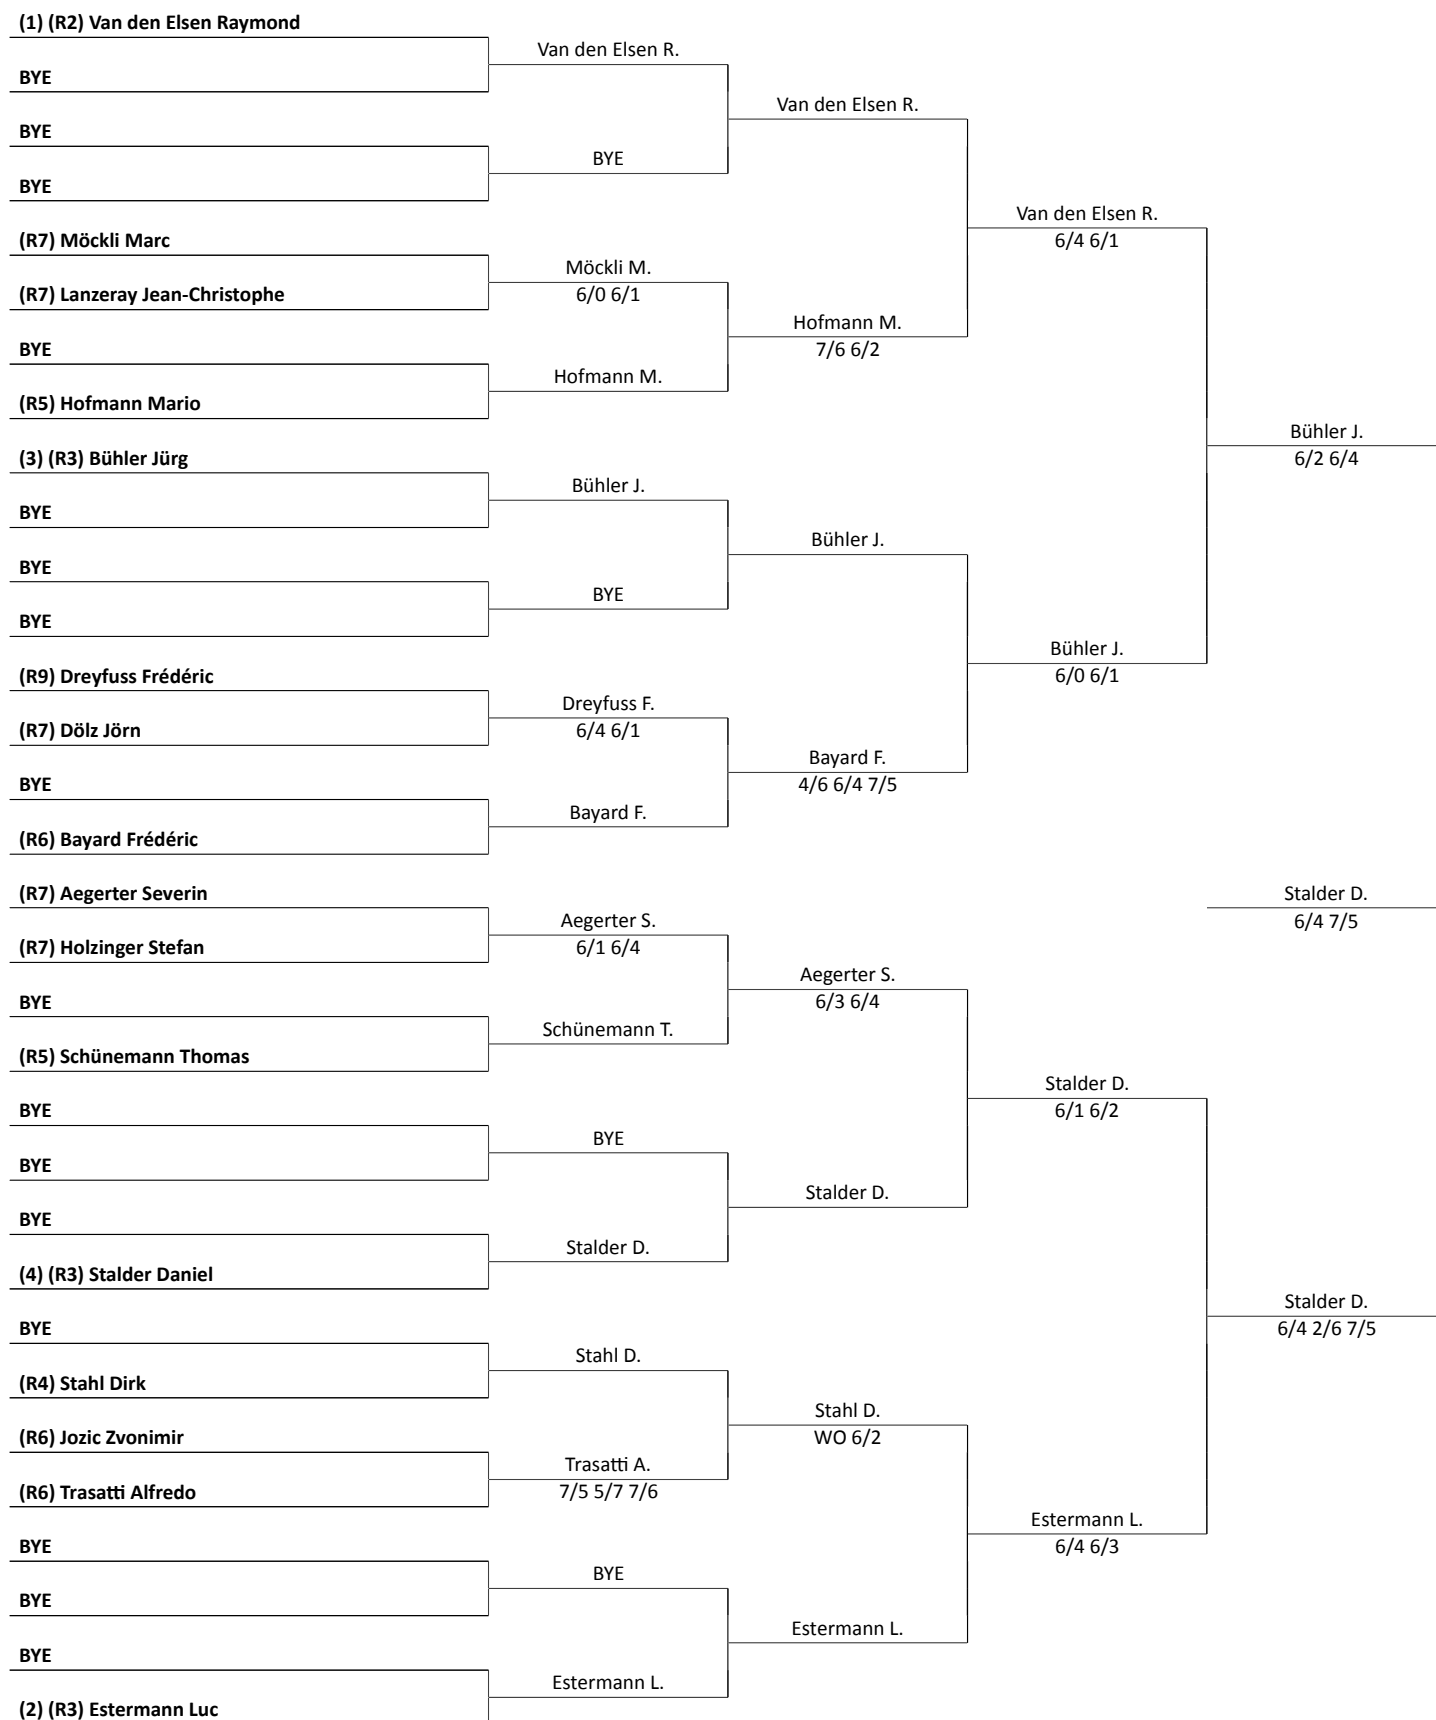 (1) (R2) Van den Elsen Raymond
Van den Elsen R.
BYE
Van den Elsen R.
BYE
BYE
BYE
Van den Elsen R.
6/4 6/1
(R7) Möckli Marc
Möckli M.
6/0 6/1
(R7) Lanzeray Jean-Christophe
Hofmann M.
7/6 6/2
BYE
Hofmann M.
(R5) Hofmann Mario
Bühler J.
6/2 6/4
(3) (R3) Bühler Jürg
Bühler J.
BYE
Bühler J.
BYE
BYE
BYE
Bühler J.
6/0 6/1
(R9) Dreyfuss Frédéric
Dreyfuss F.
6/4 6/1
(R7) Dölz Jörn
Bayard F.
4/6 6/4 7/5
BYE
Bayard F.
(R6) Bayard Frédéric
(R7) Aegerter Severin
Stalder D.
6/4 7/5
Aegerter S.
6/1 6/4
(R7) Holzinger Stefan
Aegerter S.
6/3 6/4
BYE
Schünemann T.
(R5) Schünemann Thomas
Stalder D.
6/1 6/2
BYE
BYE
BYE
Stalder D.
BYE
Stalder D.
(4) (R3) Stalder Daniel
Stalder D.
6/4 2/6 7/5
BYE
Stahl D.
(R4) Stahl Dirk
Stahl D.
WO 6/2
(R6) Jozic Zvonimir
Trasatti A.
7/5 5/7 7/6
(R6) Trasatti Alfredo
Estermann L.
6/4 6/3
BYE
BYE
BYE
Estermann L.
BYE
Estermann L.
(2) (R3) Estermann Luc